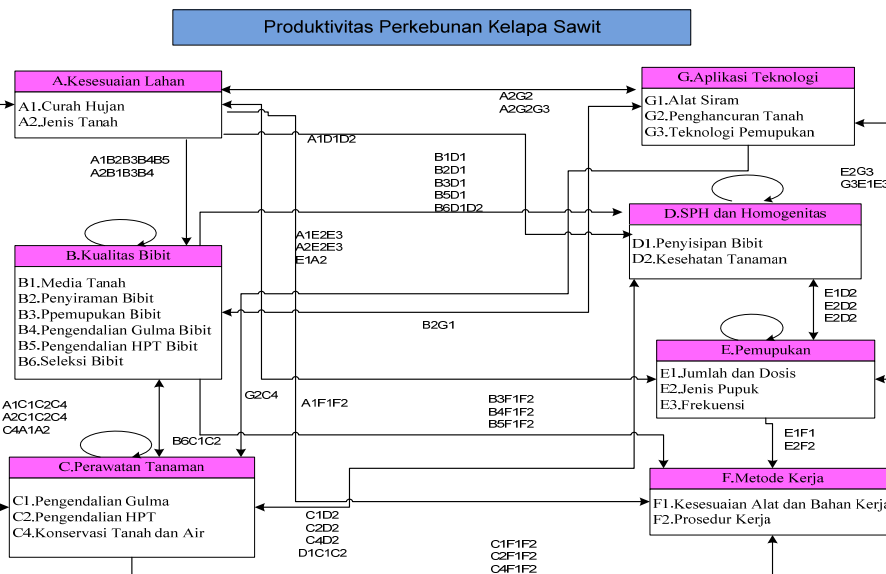 Produktivitas Perkebunan Kelapa Sawit
A.Kesesuaian Lahan
A1.Curah Hujan
A2.Jenis Tanah
G.Aplikasi Teknologi
G1.Alat Siram
G2.Penghancuran Tanah
G3.Teknologi Pemupukan
A2G2
A2G2G3
A1D1D2
A1B2B3B4B5
A2B1B3B4
B1D1
B2D1
B3D1
B5D1
B6D1D2
E2G3
G3E1E3
D.SPH dan Homogenitas
D1.Penyisipan Bibit
D2.Kesehatan Tanaman
A1E2E3
A2E2E3
E1A2
B.Kualitas Bibit
B1.Media Tanah
B2.Penyiraman Bibit
B3.Ppemupukan Bibit
B4.Pengendalian Gulma Bibit
B5.Pengendalian HPT Bibit
B6.Seleksi Bibit
E1D2
E2D2
E2D2
B2G1
E.Pemupukan
E1.Jumlah dan Dosis
E2.Jenis Pupuk
E3.Frekuensi
A1C1C2C4
A2C1C2C4
C4A1A2
G2C4
A1F1F2
B3F1F2
B4F1F2
B5F1F2
B6C1C2
E1F1
E2F2
C.Perawatan Tanaman
C1.Pengendalian Gulma
C2.Pengendalian HPT
C4.Konservasi Tanah dan Air
F.Metode Kerja
F1.Kesesuaian Alat dan Bahan Kerja
F2.Prosedur Kerja
C1D2
C2D2
C4D2
D1C1C2
C1F1F2
C2F1F2
C4F1F2